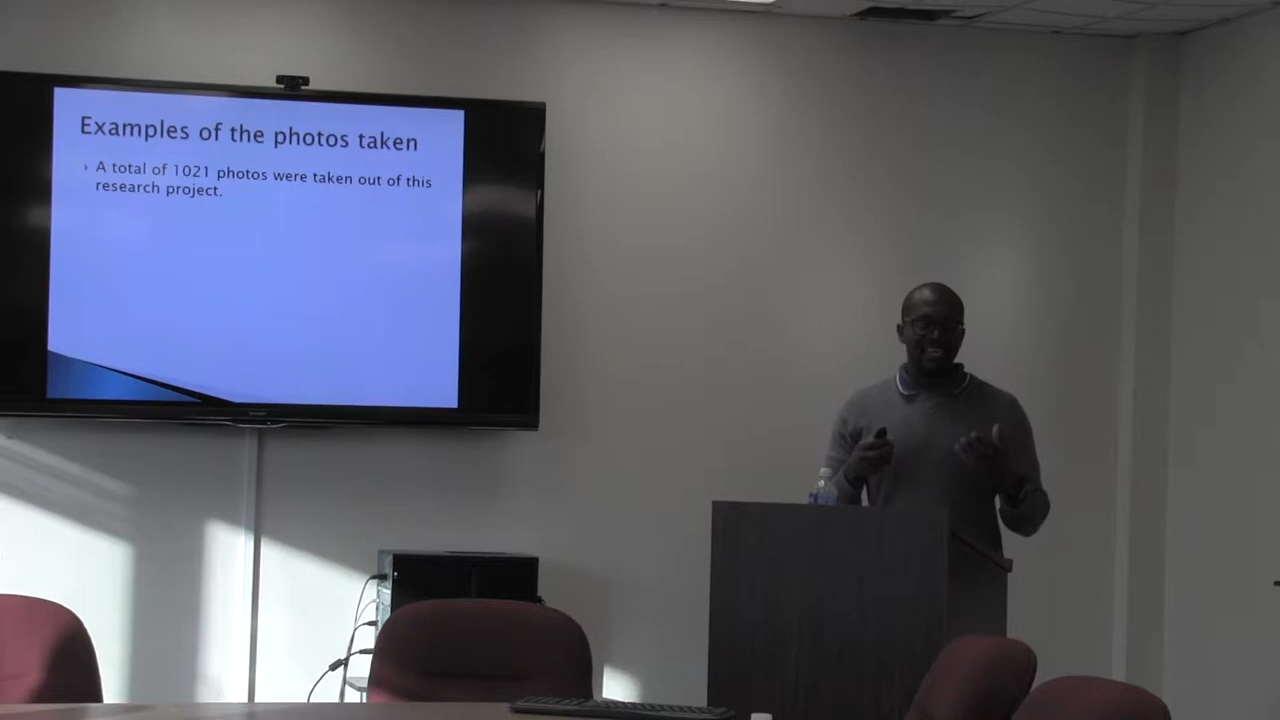 Examples of the photos taken
A total of 1021 photos were taken out of this
research project.